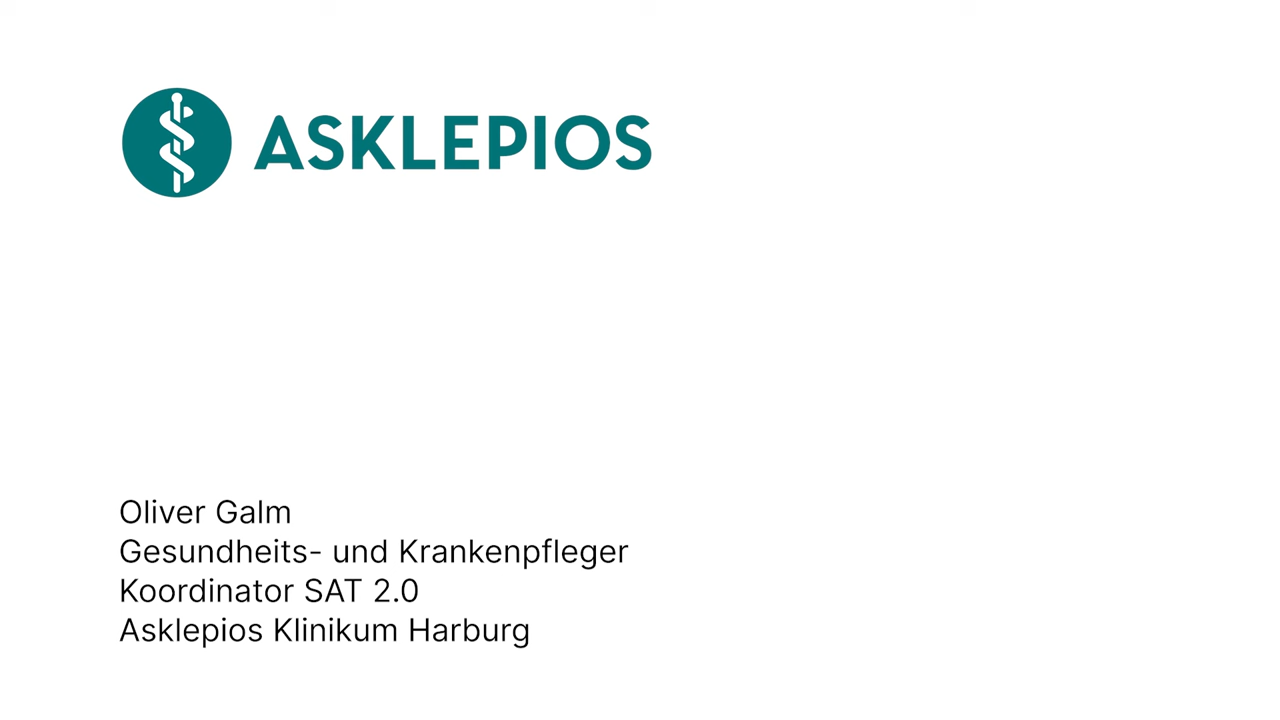 ASKLEPIOS
Oliver Galm
Gesundheits- und Krankenpfleger
Koordinator SAT 2.0
Asklepios Klinikum Harburg